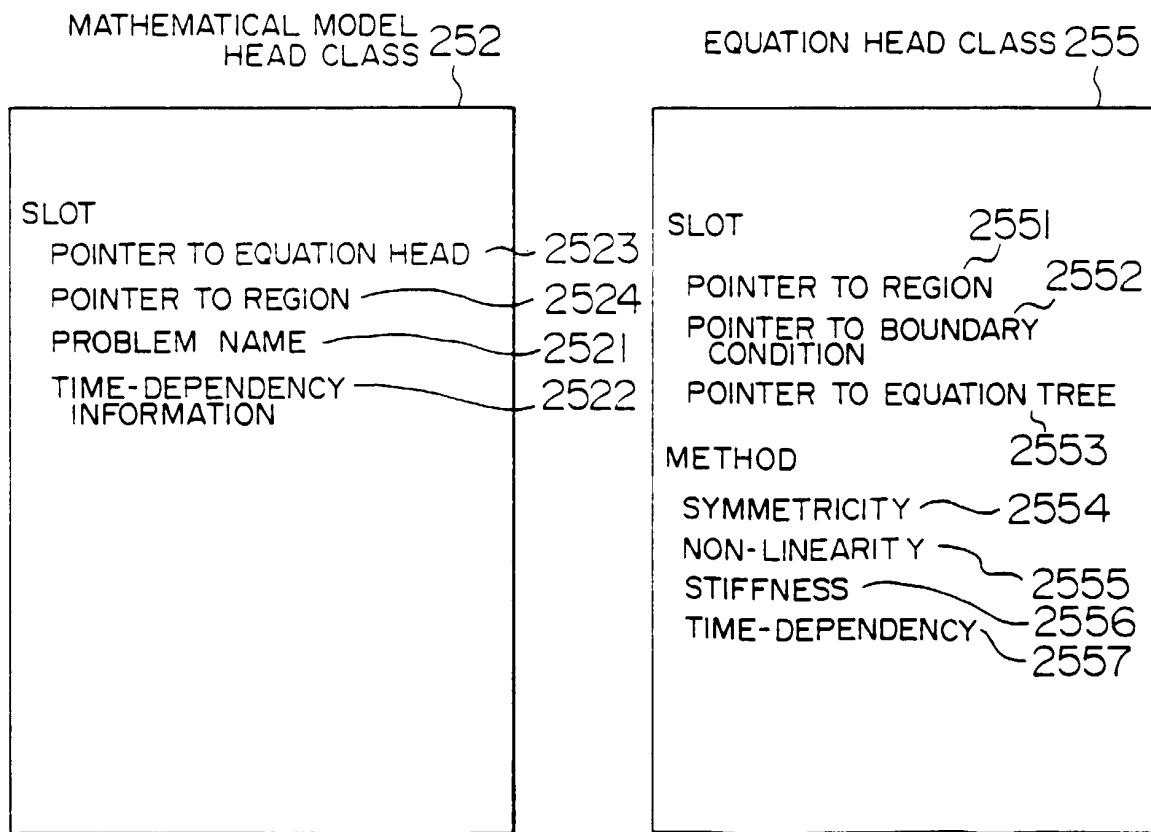 MATHEMATICAL MODEL
HEAD CLASS 252
SLOT
POINTER TO EQUATION HEAD 2523
POINTER TO REGION 2524
PROBLEM NAME 2521
TIME-DEPENDENCY 2522
INFORMATION
EQUATION HEAD CLASS 255
SLOT 2551
POINTER TO REGION 2552
POINTER TO BOUNDARY
CONDITION
POINTER TO EQUATION TREE
2553
METHOD
SYMMETRICITY 2554
NON-LINEARITY 2555
STIFFNESS 2556
TIME-DEPENDENCY 2557